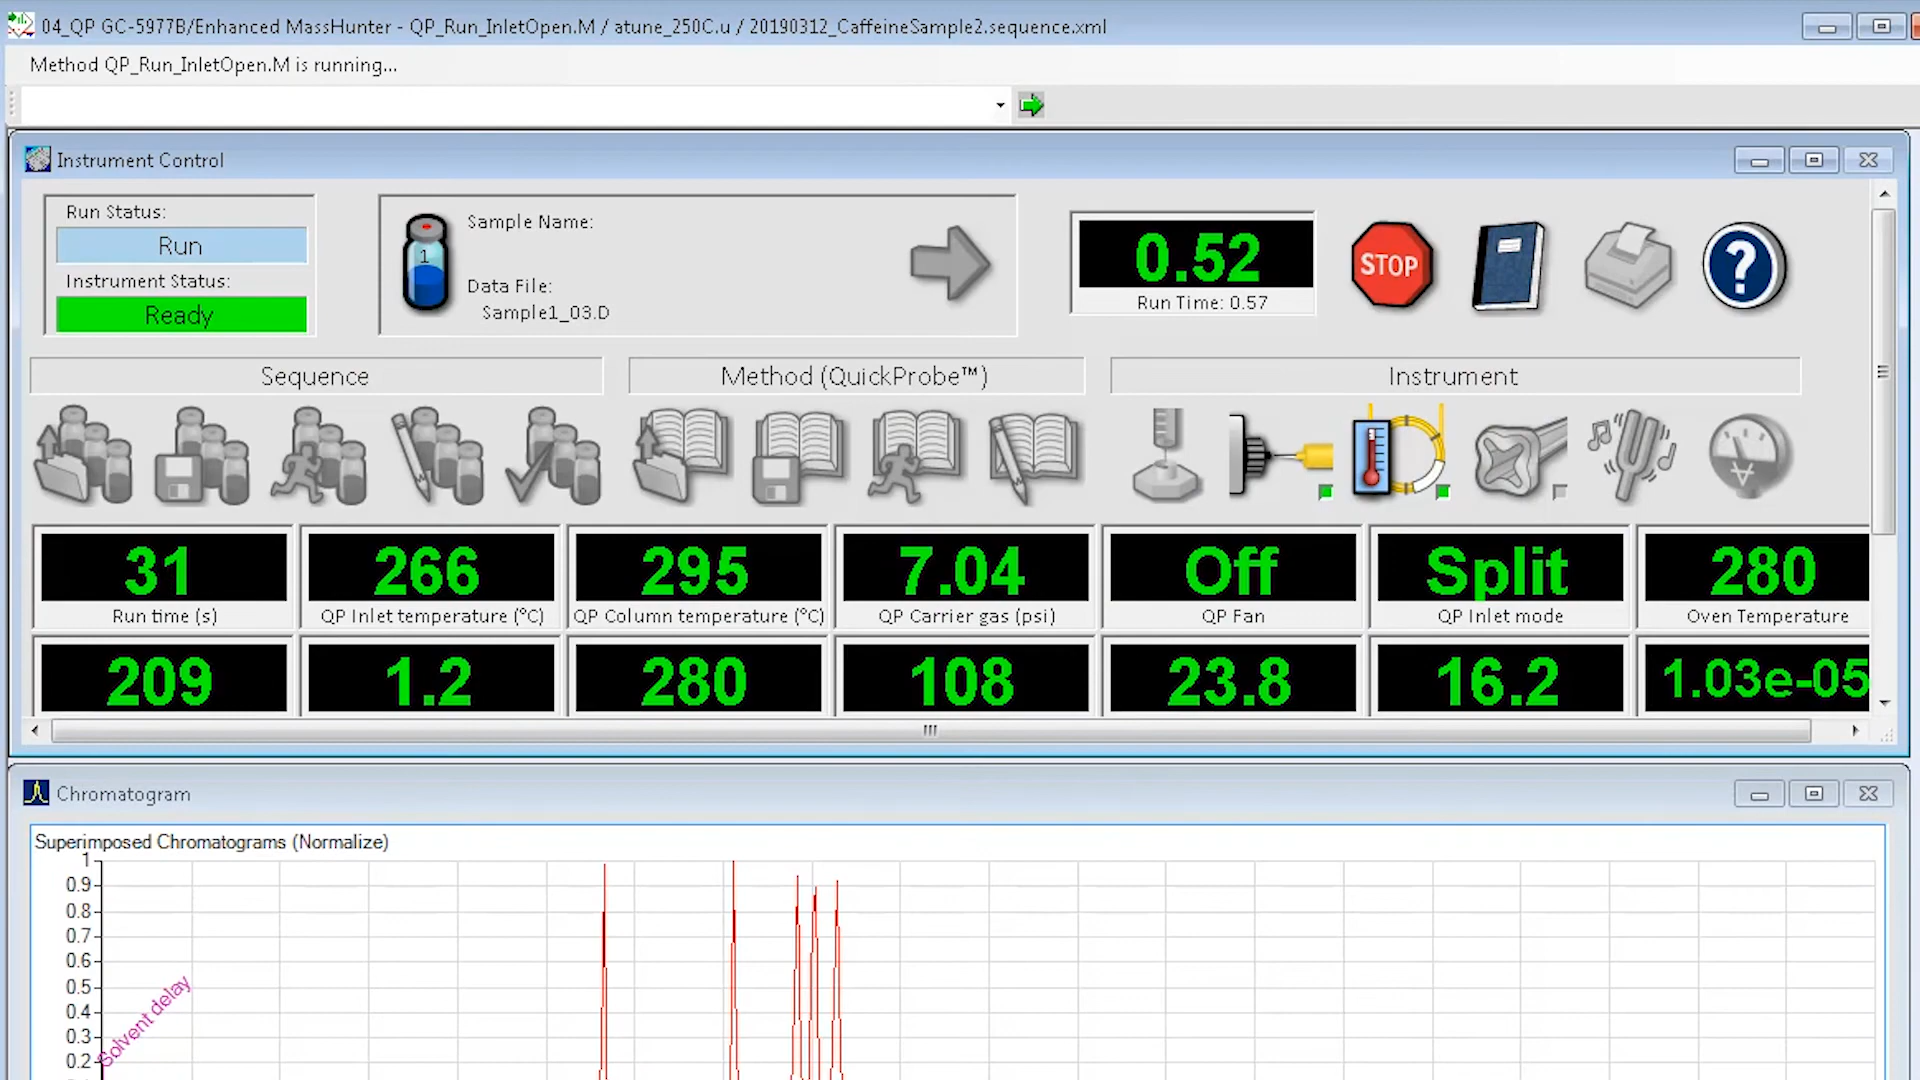 04_QP GC-5977B/Enhanced MassHunter - QP_Run_InletOpen.M / atune_250C.u / 20190312_CaffeineSample2.sequence.xml
Method QP_Run_InletOpen.M is running...
Instrument Control
Run Status:
Run
Instrument Status:
Ready
1
Sample Name:
Data File:
Sample1_03.D
0.52
Run Time: 0.57
STOP
?
Sequence
Method (QuickProbe™)
Instrument
31
Run time (s)
266
QP Inlet temperature (°C)
295
QP Column temperature (°C)
7.04
QP Carrier gas (psi)
Off
QP Fan
Split
QP Inlet mode
280
Oven Temperature
209
1.2
280
108
23.8
16.2
1.03e-05
Chromatogram
Superimposed Chromatograms (Normalize)
1
0.9
0.8
0.7
0.6
0.5
0.4
0.3
0.2
Solvent delay